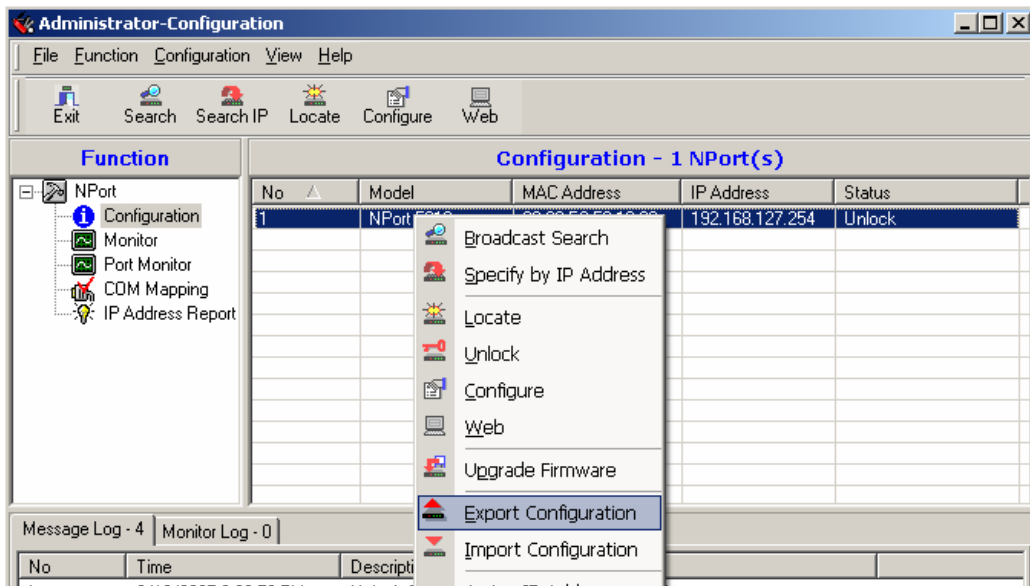 Administrator-Configuration
File Function Configuration View Help
Exit Search Search IP Locate Configure Web
Function
Configuration - 1 NPort(s)
NPort
Configuration
Monitor
Port Monitor
COM Mapping
IP Address Report
No Model MAC Address IP Address Status
1 NPort 192.168.127.254 Unlock
Broadcast Search
Specify by IP Address
Locate
Unlock
Configure
Web
Upgrade Firmware
Export Configuration
Import Configuration
Message Log - 4 Monitor Log - 0
No Time Descripti